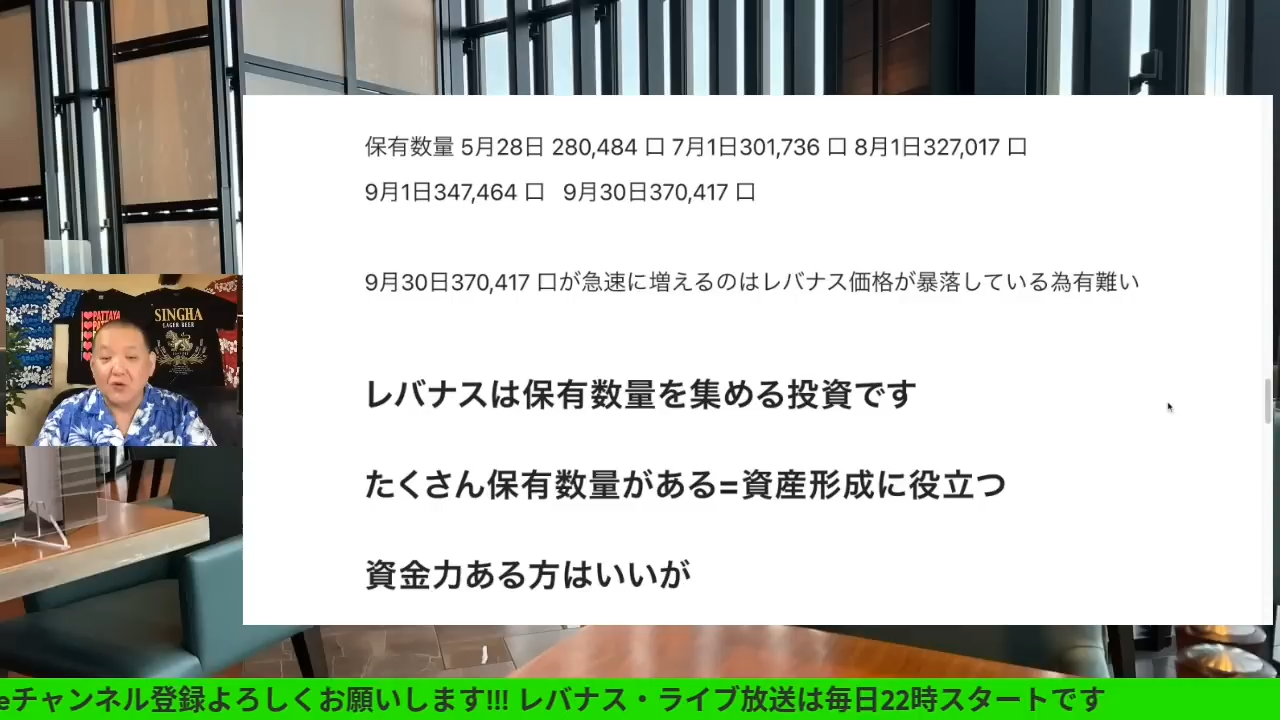 保有数量 5月28日 280,484 口 7月1日301,736 口 8月1日327,017 口
9月1日347,464 口 9月30日370,417 口
9月30日370,417 口が急速に増えるのはレバナス価格が暴落している為有難い
レバナスは保有数量を集める投資です
たくさん保有数量がある=資産形成に役立つ
資金力ある方はいいが
PATTAYA
SINGHA
LAGER BEER
eチャンネル登録よろしくお願いします!!! レバナス・ライブ放送は毎日22時スタートです